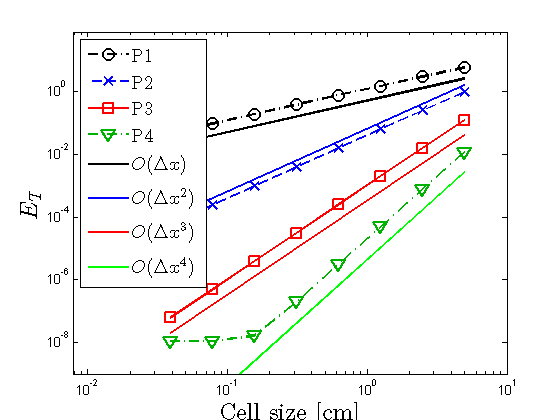 P1
P2
P3
P4
O(Δx)
O(Δx²)
O(Δx³)
O(Δx⁴)
E_T
10⁰
10⁻²
10⁻⁴
10⁻⁶
10⁻⁸
10⁻² 10⁻¹ 10⁰ 10¹
Cell size [cm]